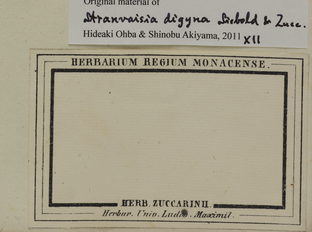 Original material of
Stranvaisia digyna Siebold & Zucc.
Hideaki Ohba & Shinobu Akiyama, 2011 XII
HERBARIUM REGIUM MONACENSE.
HERB. ZUCCARINII.
Herbar. Univ. Ludov. Maximil.